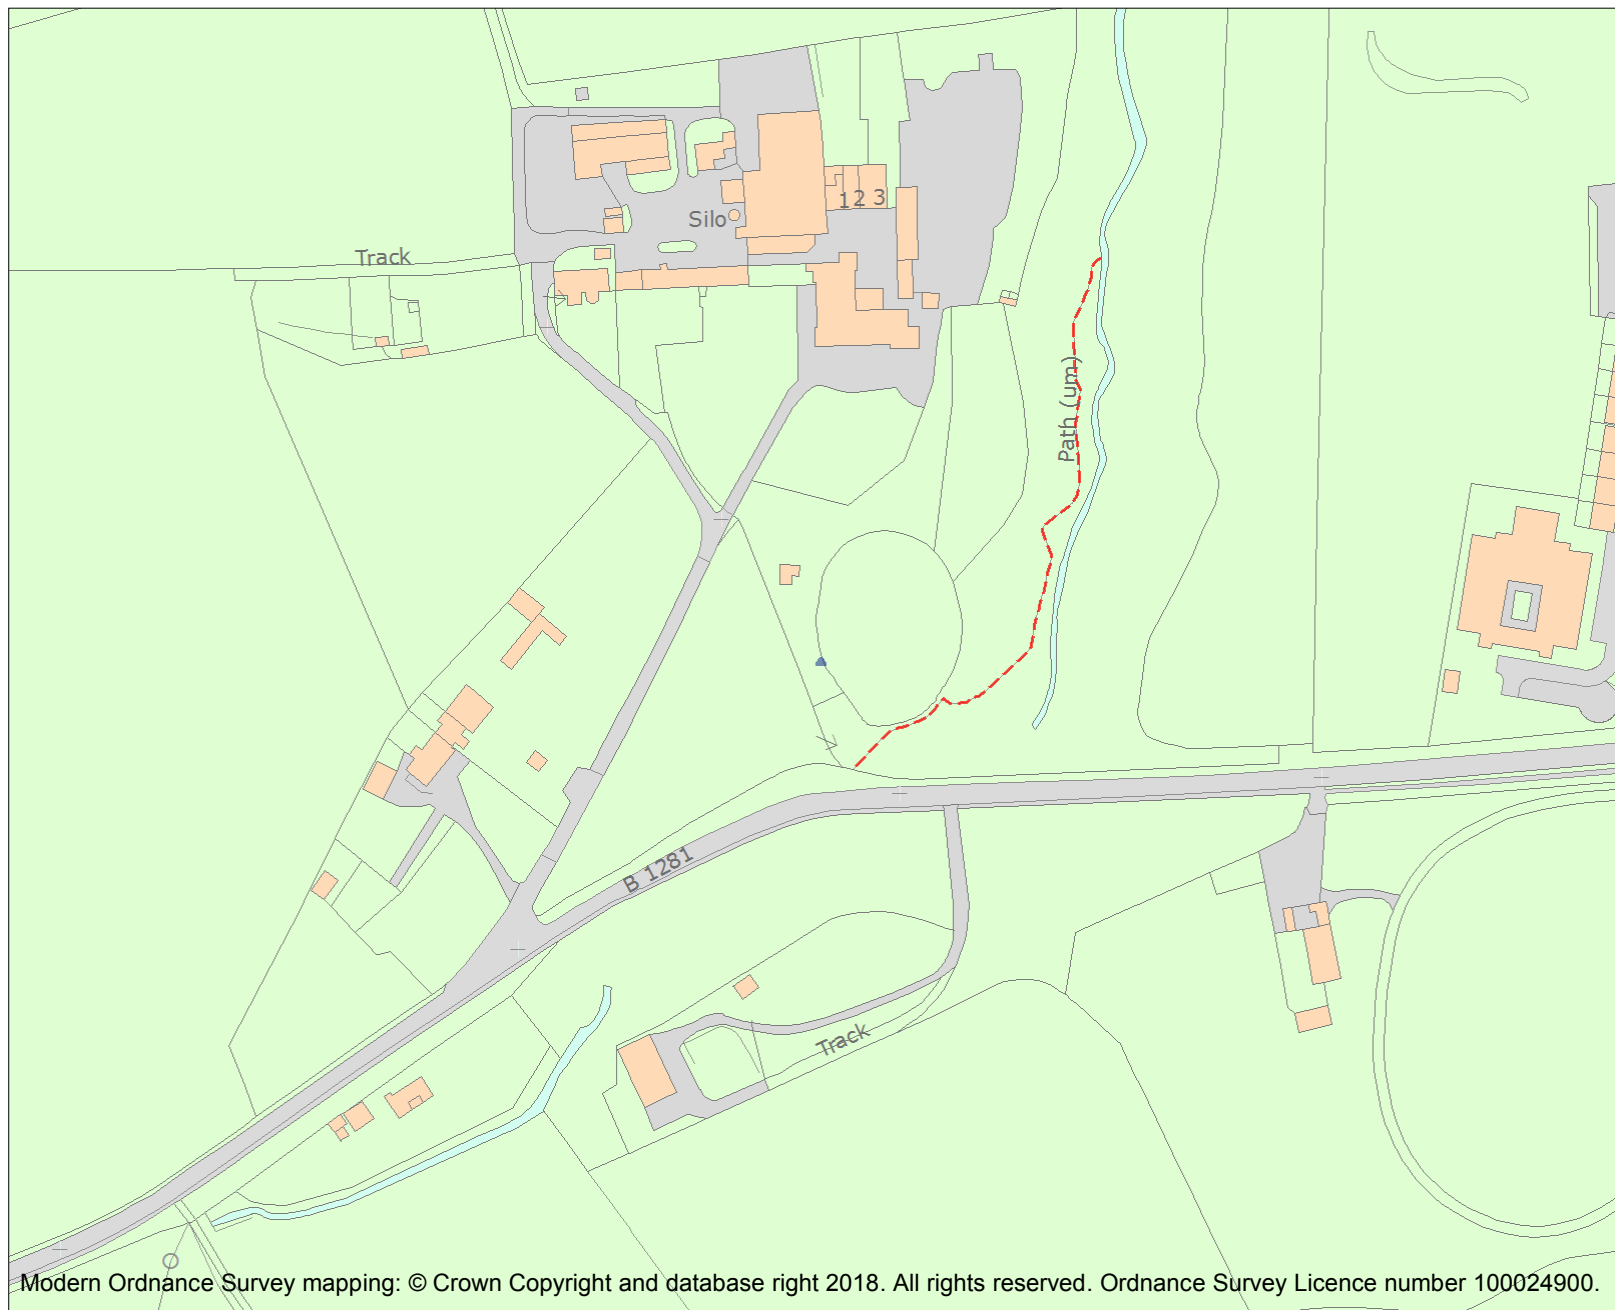 1 2 3
Silo
Track
Path (um)
B 1281
Track
Modern Ordnance Survey mapping: © Crown Copyright and database right 2018. All rights reserved. Ordnance Survey Licence number 100024900.